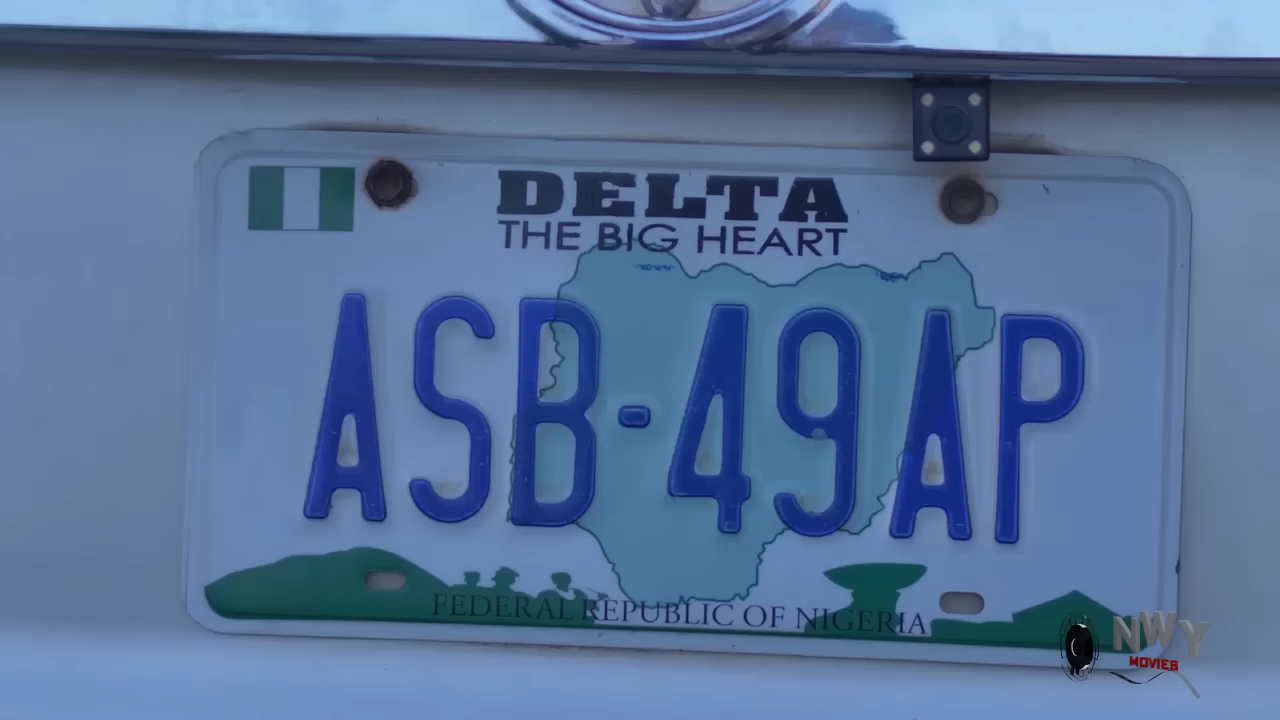 DELTA
THE BIG HEART
ASB-49AP
FEDERAL REPUBLIC OF NIGERIA
NWY
MOVIES